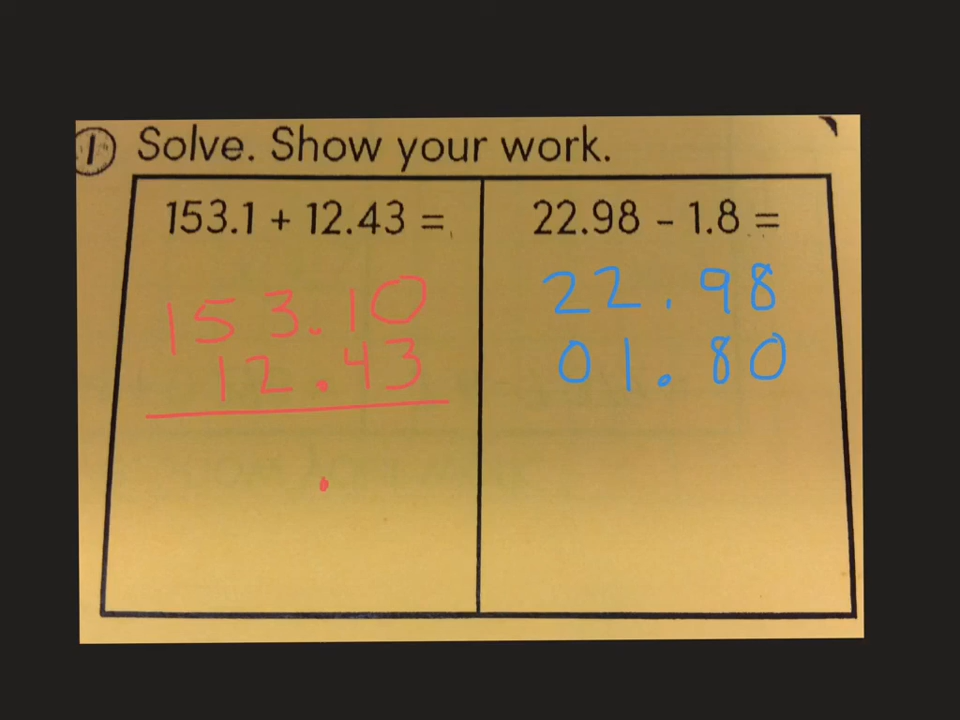 1 Solve. Show your work.
153.1 + 12.43 =
153.10
12.43
.
22.98 - 1.8 =
22.98
01.80